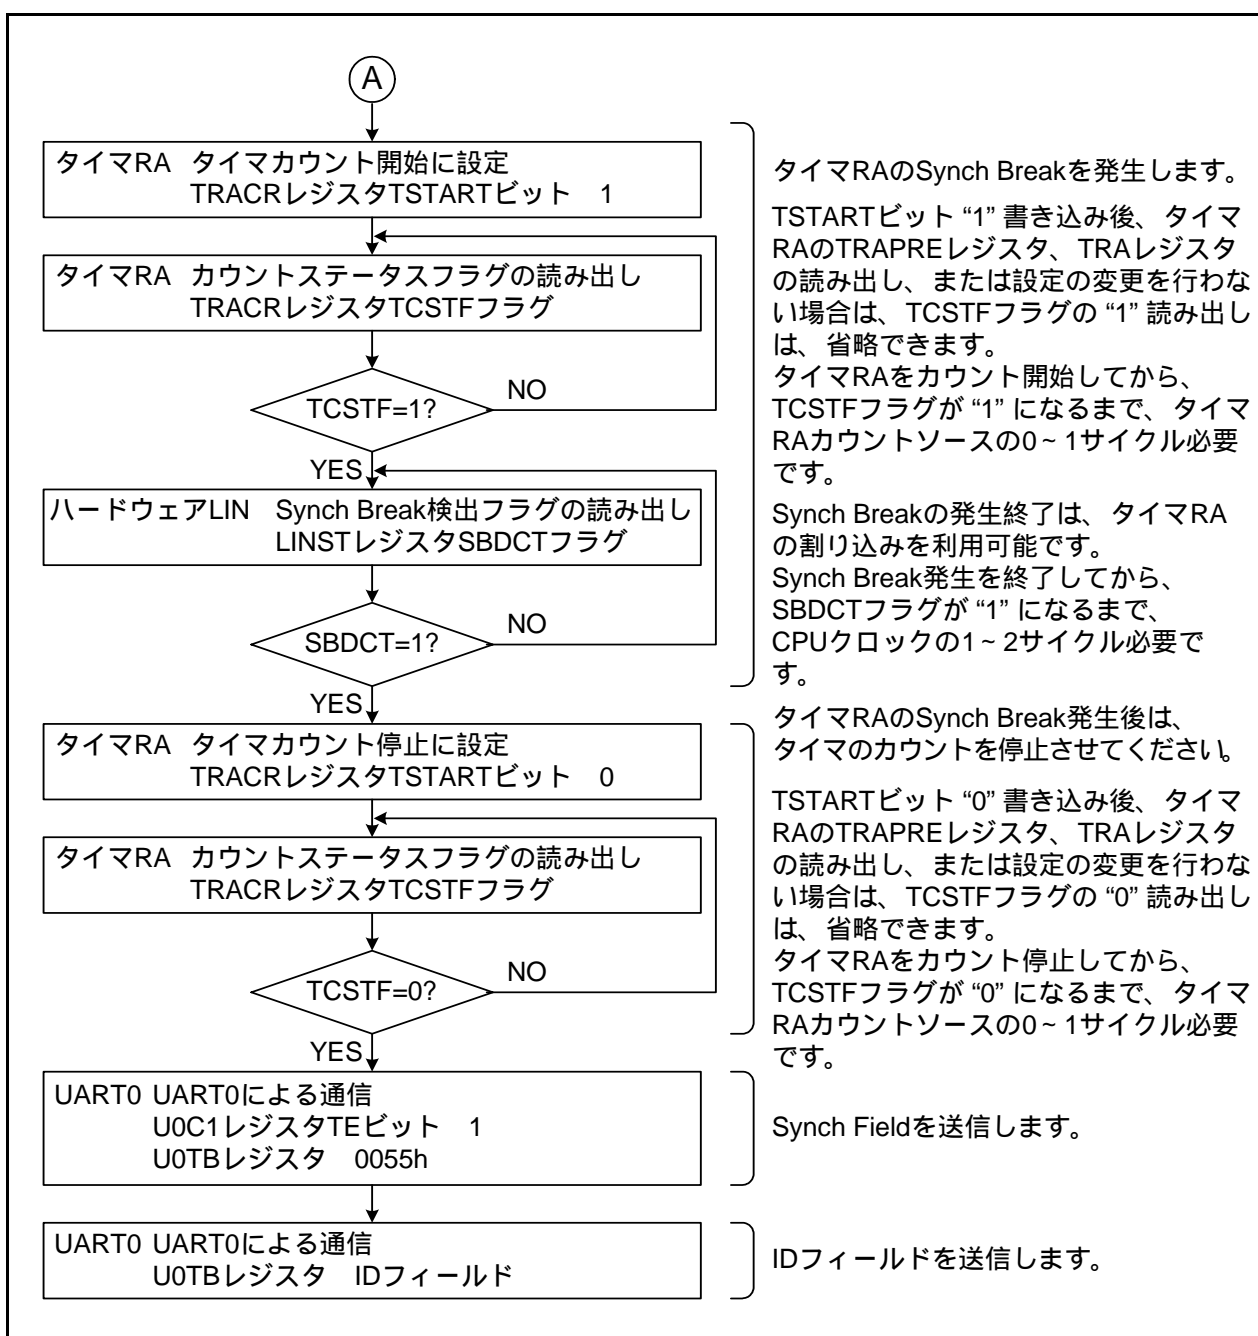 A
タイマRA タイマカウント開始に設定
TRACRレジスタTSTARTビット 1
タイマRA カウントステータスフラグの読み出し
TRACRレジスタTCSTFフラグ
TCSTF=1?
NO
YES
ハードウェアLIN Synch Break検出フラグの読み出し
LINSTレジスタSBDCTフラグ
SBDCT=1?
NO
YES
タイマRAのSynch Breakを発生します。
TSTARTビット “1” 書き込み後、タイマ
RAのTRAPREレジスタ、TRAレジスタ
の読み出し、または設定の変更を行わな
い場合は、TCSTFフラグの “1” 読み出し
は、省略できます。
タイマRAをカウント開始してから、
TCSTFフラグが “1” になるまで、タイマ
RAカウントソースの0~1サイクル必要
です。
Synch Breakの発生終了は、タイマRA
の割り込みを利用可能です。
Synch Break発生を終了してから、
SBDCTフラグが “1” になるまで、
CPUクロックの1~2サイクル必要で
す。
タイマRA タイマカウント停止に設定
TRACRレジスタTSTARTビット 0
タイマRA カウントステータスフラグの読み出し
TRACRレジスタTCSTFフラグ
TCSTF=0?
NO
YES
タイマRAのSynch Break発生後は、
タイマのカウントを停止させてください。
TSTARTビット “0” 書き込み後、タイマ
RAのTRAPREレジスタ、TRAレジスタ
の読み出し、または設定の変更を行わな
い場合は、TCSTFフラグの “0” 読み出し
は、省略できます。
タイマRAをカウント停止してから、
TCSTFフラグが “0” になるまで、タイマ
RAカウントソースの0~1サイクル必要
です。
UART0 UART0による通信
U0C1レジスタTEビット 1
U0TBレジスタ 0055h
Synch Fieldを送信します。
UART0 UART0による通信
U0TBレジスタ IDフィールド
IDフィールドを送信します。